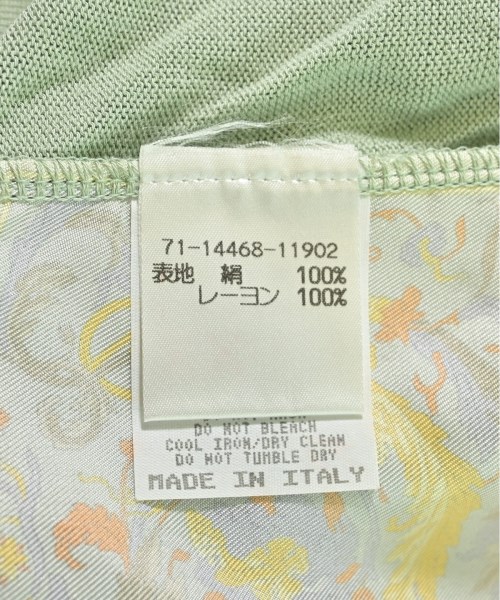 71-14468-11902
表地 絹 100%
レーヨン 100%
DO NOT BLEACH
COOL IRON/DRY CLEAN
DO NOT TUMBLE DRY
MADE IN ITALY